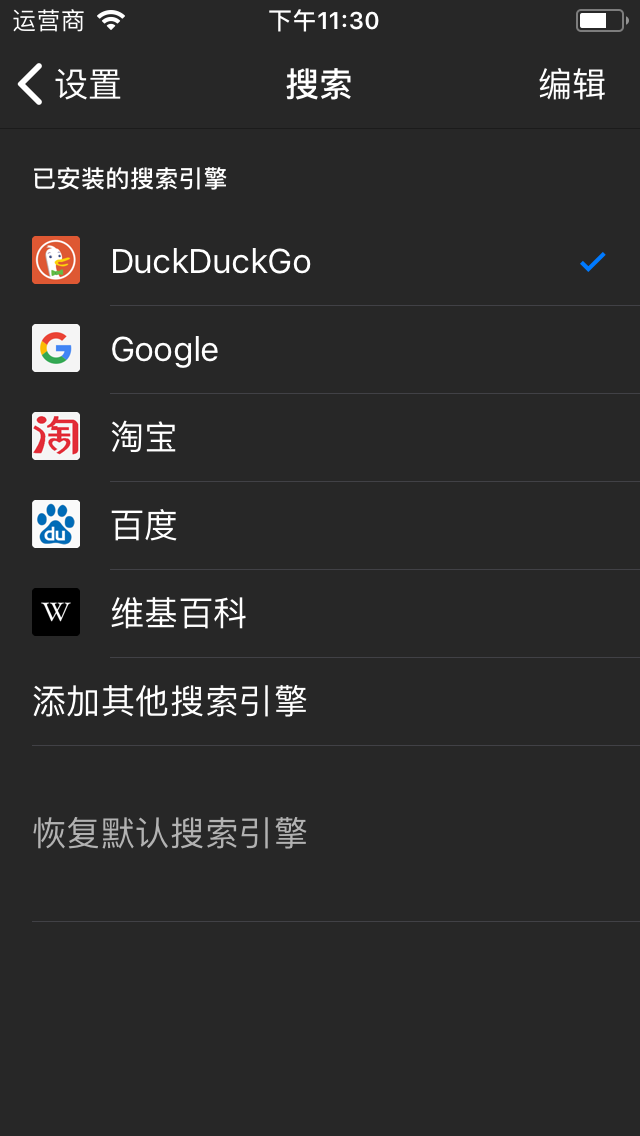 运营商 下午11:30
设置 搜索 编辑
已安装的搜索引擎
DuckDuckGo
Google
淘宝
百度
维基百科
添加其他搜索引擎
恢复默认搜索引擎